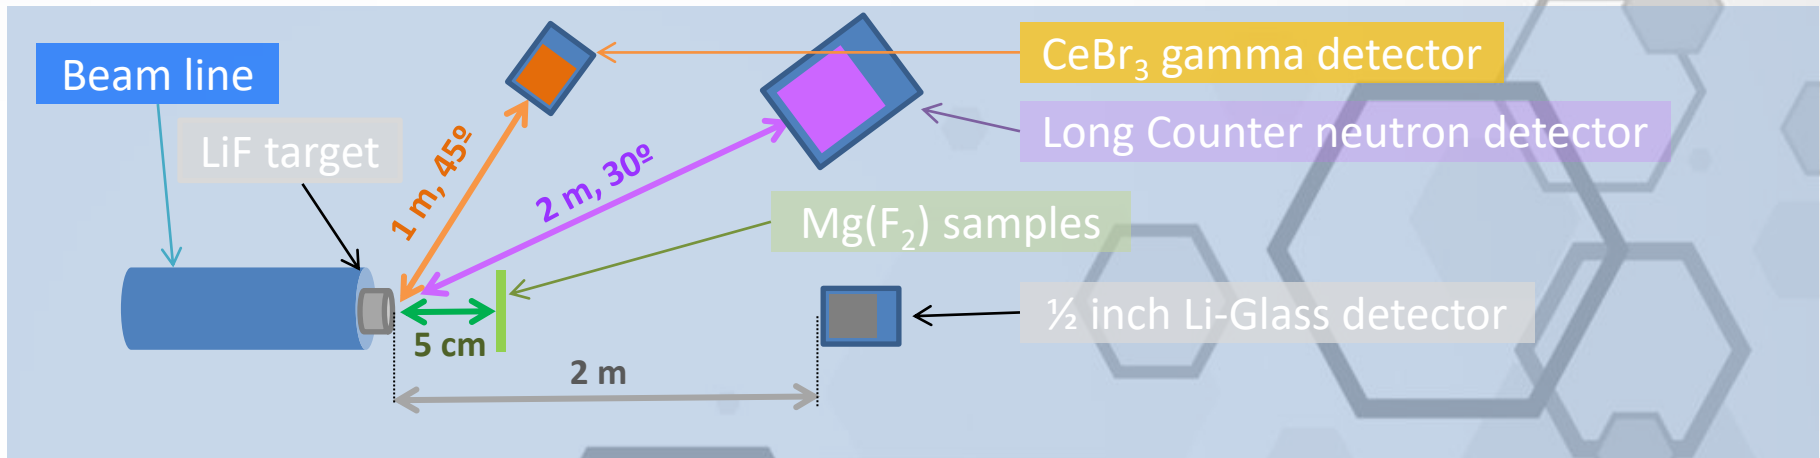 Beam line
LiF target
1 m, 45º
2 m, 30º
CeBr₃ gamma detector
Long Counter neutron detector
Mg(F₂) samples
½ inch Li-Glass detector
5 cm
2 m